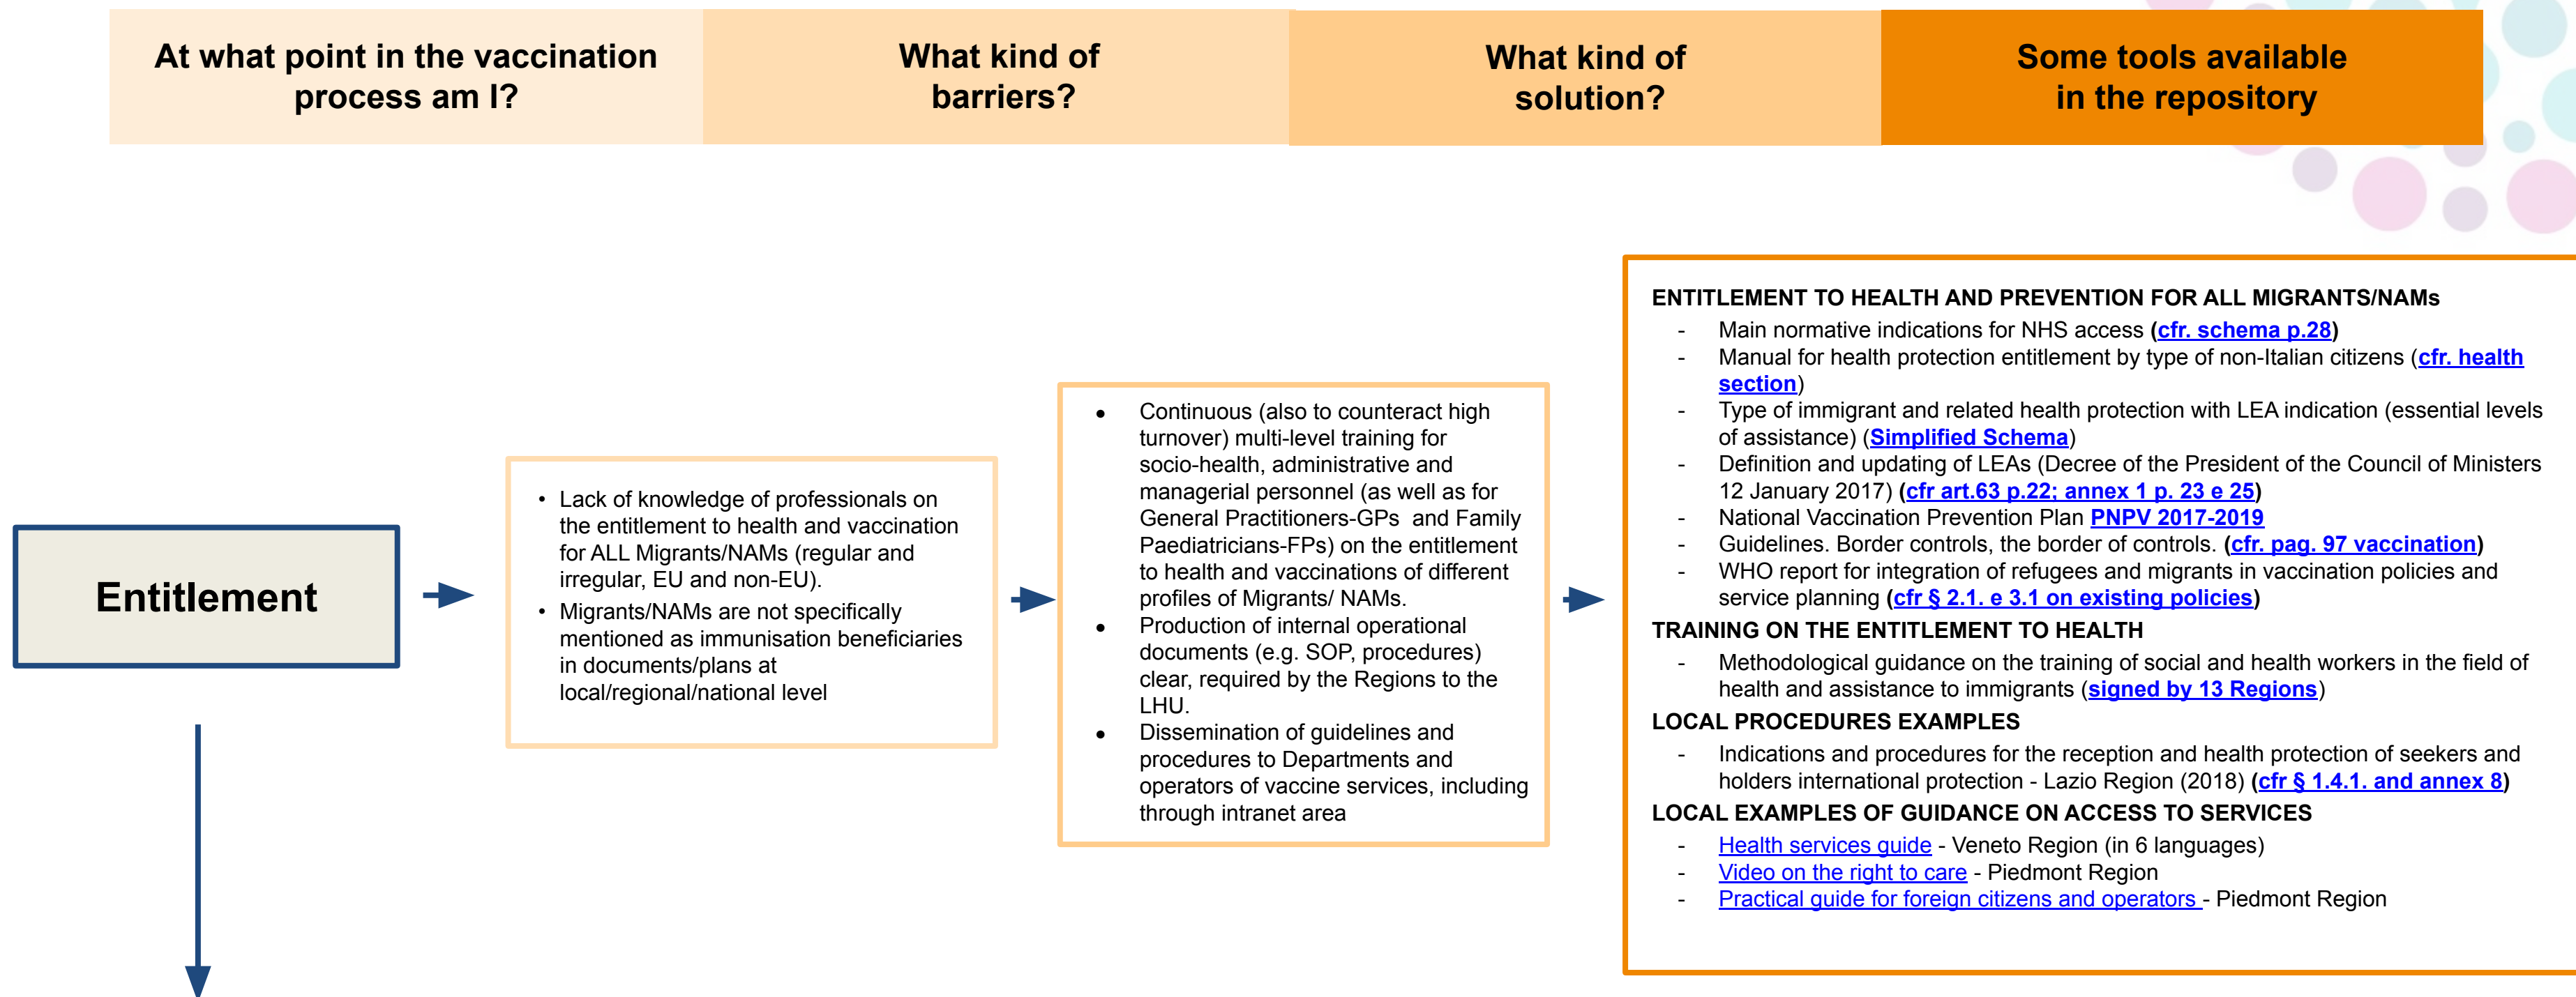 At what point in the vaccination
process am I?
What kind of
barriers?
What kind of
solution?
Some tools available
in the repository
Entitlement
• Lack of knowledge of professionals on
the entitlement to health and vaccination
for ALL Migrants/NAMs (regular and
irregular, EU and non-EU).
• Migrants/NAMs are not specifically
mentioned as immunisation beneficiaries
in documents/plans at
local/regional/national level
● Continuous (also to counteract high
turnover) multi-level training for
socio-health, administrative and
managerial personnel (as well as for
General Practitioners-GPs and Family
Paediatricians-FPs) on the entitlement
to health and vaccinations of different
profiles of Migrants/ NAMs.
● Production of internal operational
documents (e.g. SOP, procedures)
clear, required by the Regions to the
LHU.
● Dissemination of guidelines and
procedures to Departments and
operators of vaccine services, including
through intranet area
ENTITLEMENT TO HEALTH AND PREVENTION FOR ALL MIGRANTS/NAMs
- Main normative indications for NHS access (cfr. schema p.28)
- Manual for health protection entitlement by type of non-Italian citizens (cfr. health
section)
- Type of immigrant and related health protection with LEA indication (essential levels
of assistance) (Simplified Schema)
- Definition and updating of LEAs (Decree of the President of the Council of Ministers
12 January 2017) (cfr art.63 p.22; annex 1 p. 23 e 25)
- National Vaccination Prevention Plan PNPV 2017-2019
- Guidelines. Border controls, the border of controls. (cfr. pag. 97 vaccination)
- WHO report for integration of refugees and migrants in vaccination policies and
service planning (cfr § 2.1. e 3.1 on existing policies)
TRAINING ON THE ENTITLEMENT TO HEALTH
- Methodological guidance on the training of social and health workers in the field of
health and assistance to immigrants (signed by 13 Regions)
LOCAL PROCEDURES EXAMPLES
- Indications and procedures for the reception and health protection of seekers and
holders international protection - Lazio Region (2018) (cfr § 1.4.1. and annex 8)
LOCAL EXAMPLES OF GUIDANCE ON ACCESS TO SERVICES
- Health services guide - Veneto Region (in 6 languages)
- Video on the right to care - Piedmont Region
- Practical guide for foreign citizens and operators - Piedmont Region